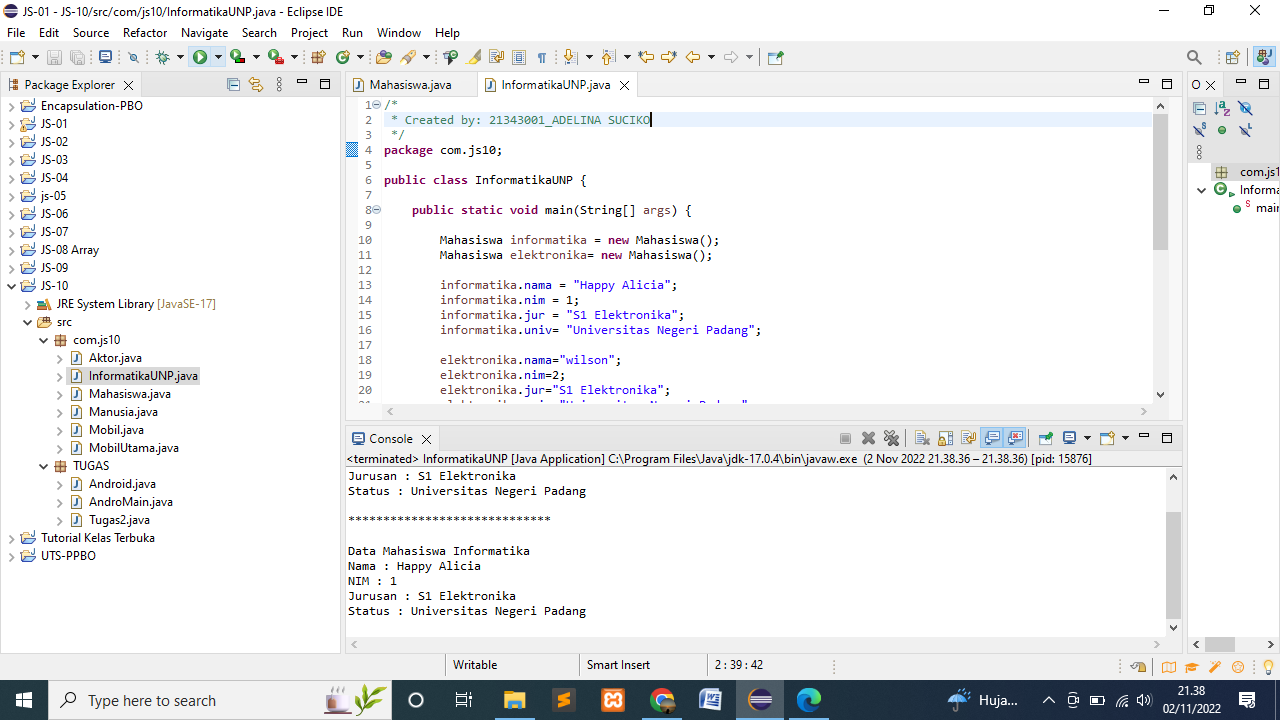 JS-01 - JS-10/src/com/js10/InformatikaUNP.java - Eclipse IDE
File Edit Source Refactor Navigate Search Project Run Window Help
Package Explorer
Encapsulation-PBO
JS-01
JS-02
JS-03
JS-04
js-05
JS-06
JS-07
JS-08 Array
JS-09
JS-10
JRE System Library [JavaSE-17]
src
com.js10
Aktor.java
InformatikaUNP.java
Mahasiswa.java
Manusia.java
Mobil.java
MobilUtama.java
TUGAS
Android.java
AndroMain.java
Tugas2.java
Tutorial Kelas Terbuka
UTS-PPBO
Mahasiswa.java InformatikaUNP.java
1 /*
2 * Created by: 21343001_ADELINA SUCIKO
3 */
4 package com.js10;
5
6 public class InformatikaUNP {
7
8 public static void main(String[] args) {
9
10 Mahasiswa informatika = new Mahasiswa();
11 Mahasiswa elektronika= new Mahasiswa();
12
13 informatika.nama = "Happy Alicia";
14 informatika.nim = 1;
15 informatika.jur = "S1 Elektronika";
16 informatika.univ= "Universitas Negeri Padang";
17
18 elektronika.nama="wilson";
19 elektronika.nim=2;
20 elektronika.jur="S1 Elektronika";
Console
<terminated> InformatikaUNP [Java Application] C:\Program Files\Java\jdk-17.0.4\bin\javaw.exe (2 Nov 2022 21.38.36 – 21.38.36) [pid: 15876]
Jurusan : S1 Elektronika
Status : Universitas Negeri Padang
*****************************
Data Mahasiswa Informatika
Nama : Happy Alicia
NIM : 1
Jurusan : S1 Elektronika
Status : Universitas Negeri Padang
O
com.js1
Informa
S main
Writable Smart Insert 2 : 39 : 42
Type here to search
Huja...
21.38
02/11/2022